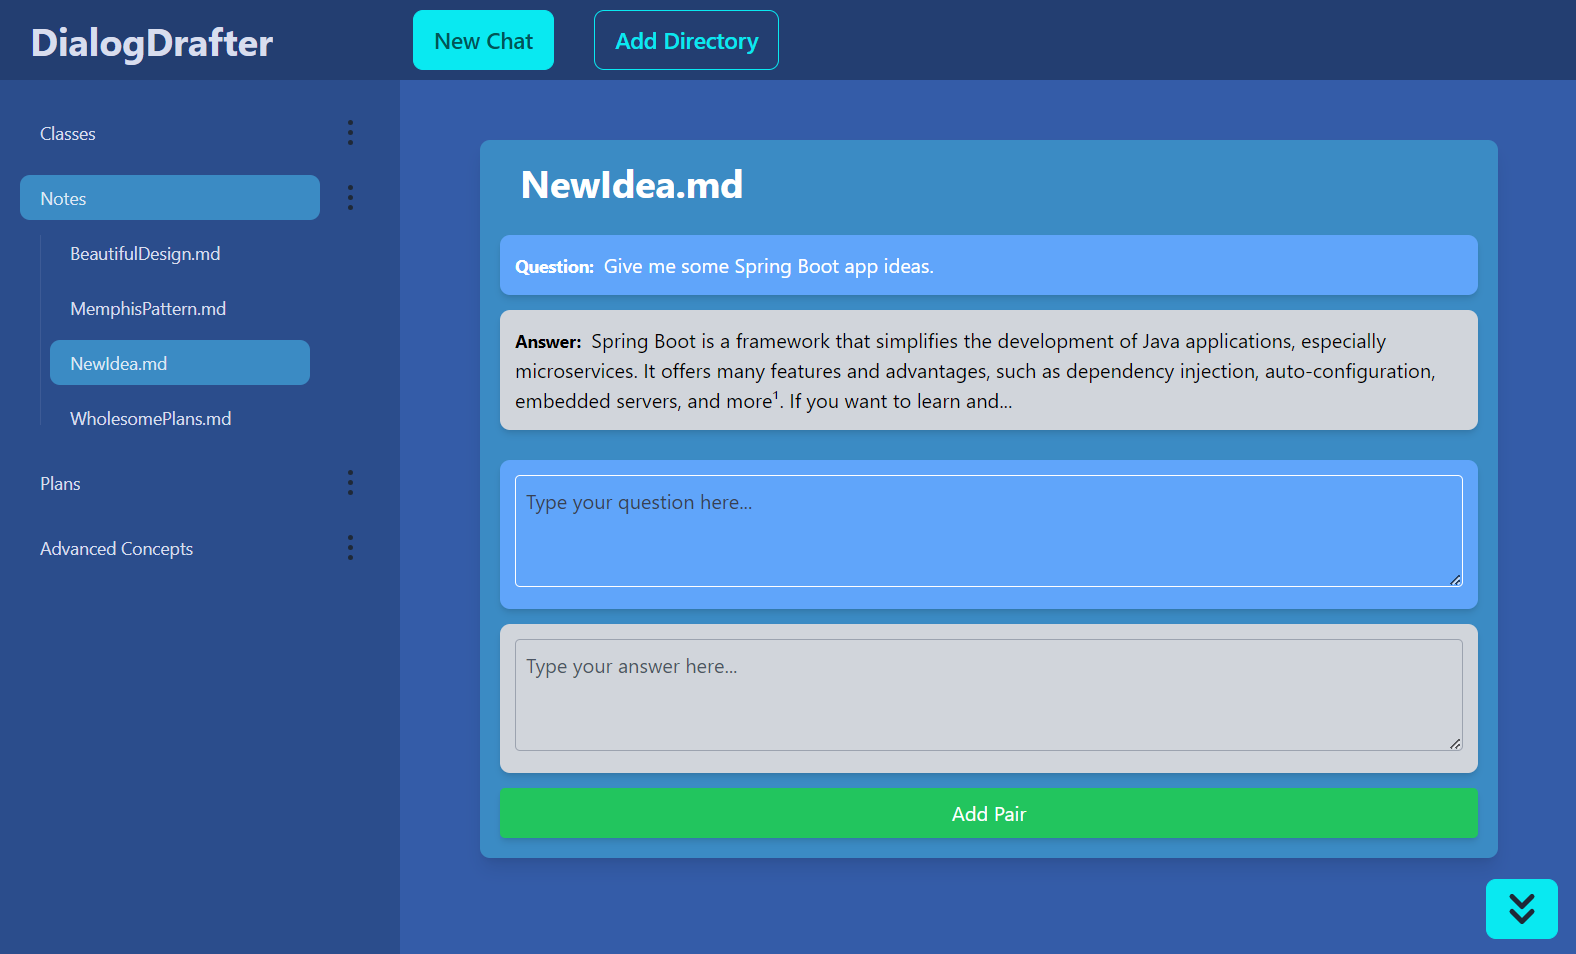 DialogDrafter
New Chat
Add Directory
Classes
Notes
BeautifulDesign.md
MemphisPattern.md
NewIdea.md
WholesomePlans.md
Plans
Advanced Concepts
NewIdea.md
Question: Give me some Spring Boot app ideas.
Answer: Spring Boot is a framework that simplifies the development of Java applications, especially
microservices. It offers many features and advantages, such as dependency injection, auto-configuration,
embedded servers, and more¹. If you want to learn and...
Type your question here...
Type your answer here...
Add Pair